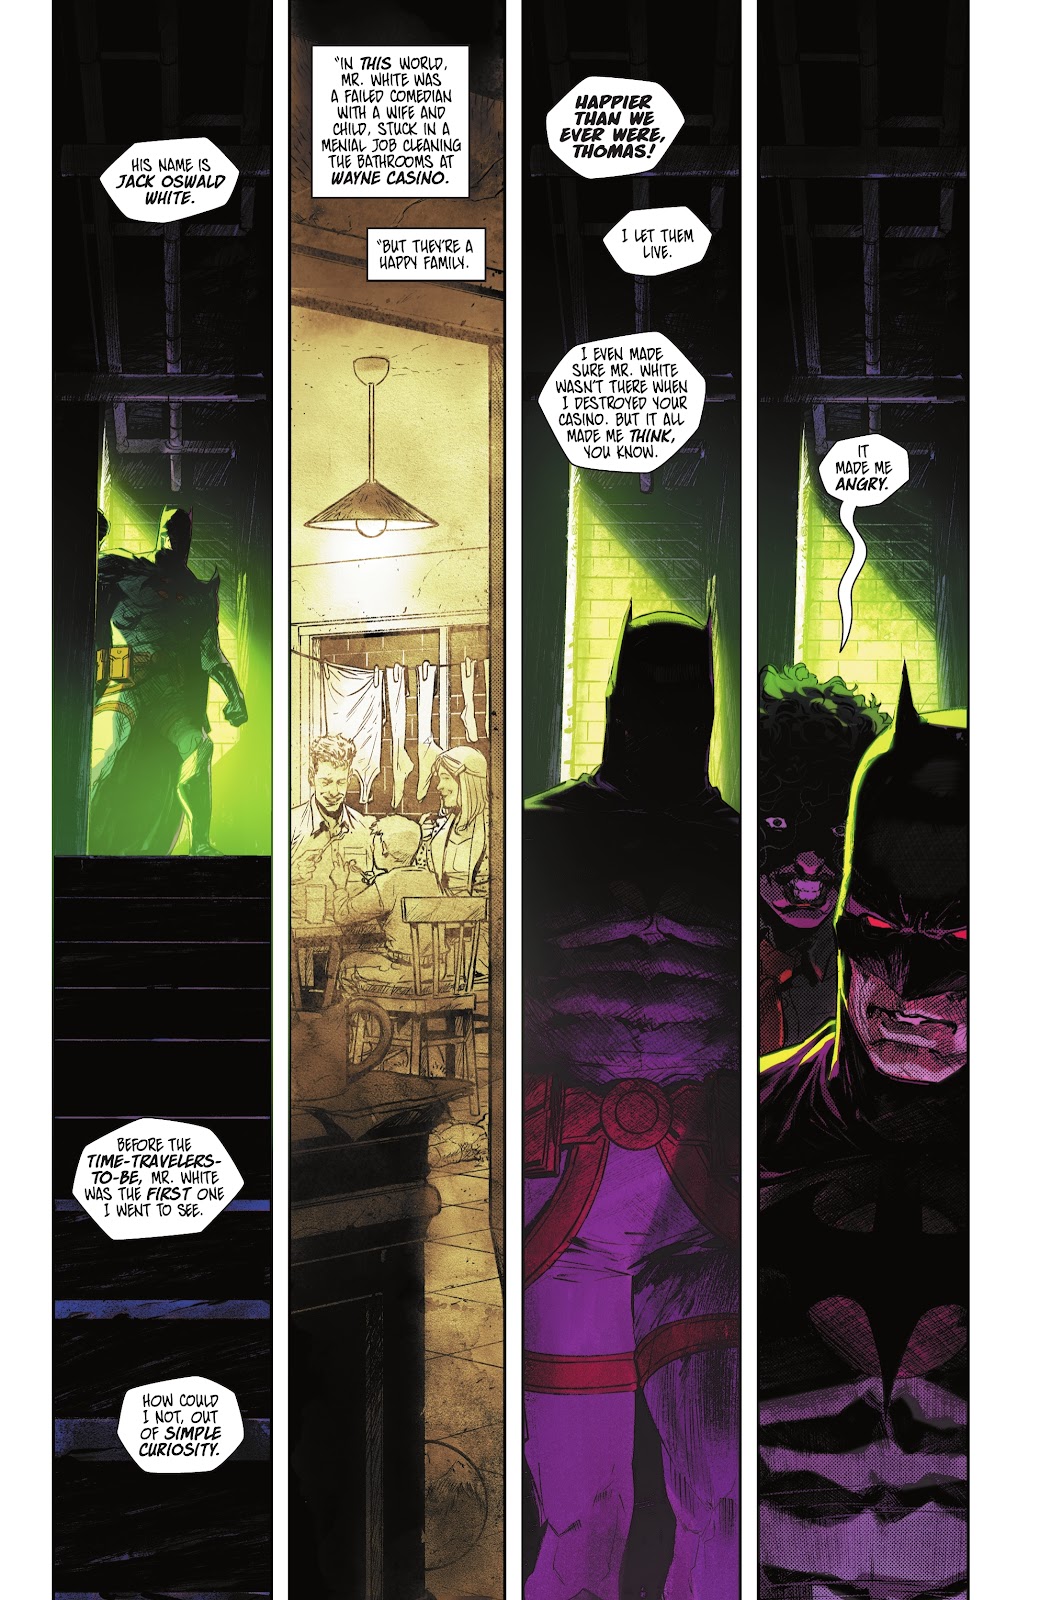 HIS NAME IS
JACK OSWALD
WHITE.
BEFORE THE
TIME-TRAVELERS-
TO-BE, MR. WHITE
WAS THE FIRST ONE
I WENT TO SEE.
HOW COULD
I NOT, OUT
OF SIMPLE
CURIOSITY.
"IN THIS WORLD,
MR. WHITE WAS
A FAILED COMEDIAN
WITH A WIFE AND
CHILD, STUCK IN A
MENIAL JOB CLEANING
THE BATHROOMS AT
WAYNE CASINO.
"BUT THEY'RE A
HAPPY FAMILY.
HAPPIER
THAN WE
EVER WERE,
THOMAS!
I LET THEM
LIVE.
I EVEN MADE
SURE MR. WHITE
WASN'T THERE WHEN
I DESTROYED YOUR
CASINO. BUT IT ALL
MADE ME THINK,
YOU KNOW.
IT
MADE ME
ANGRY.